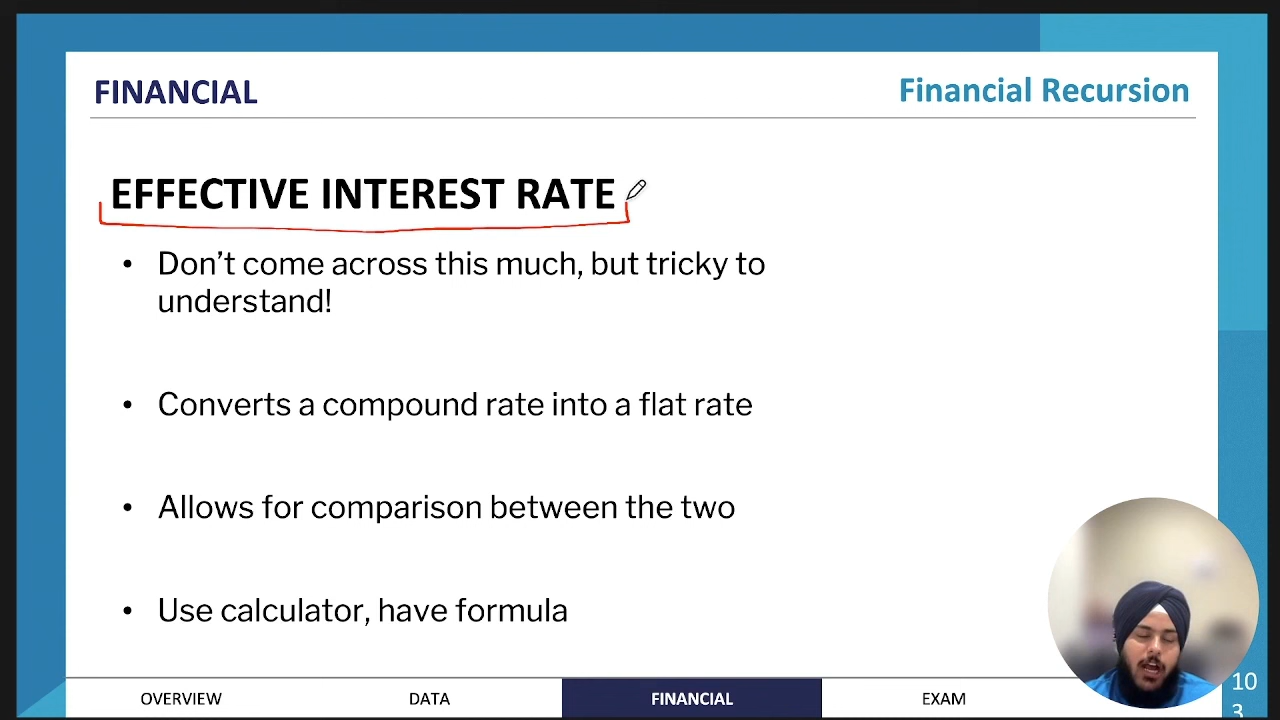 FINANCIAL
Financial Recursion
EFFECTIVE INTEREST RATE
• Don’t come across this much, but tricky to
understand!
• Converts a compound rate into a flat rate
• Allows for comparison between the two
• Use calculator, have formula
OVERVIEW
DATA
FINANCIAL
EXAM
10
3